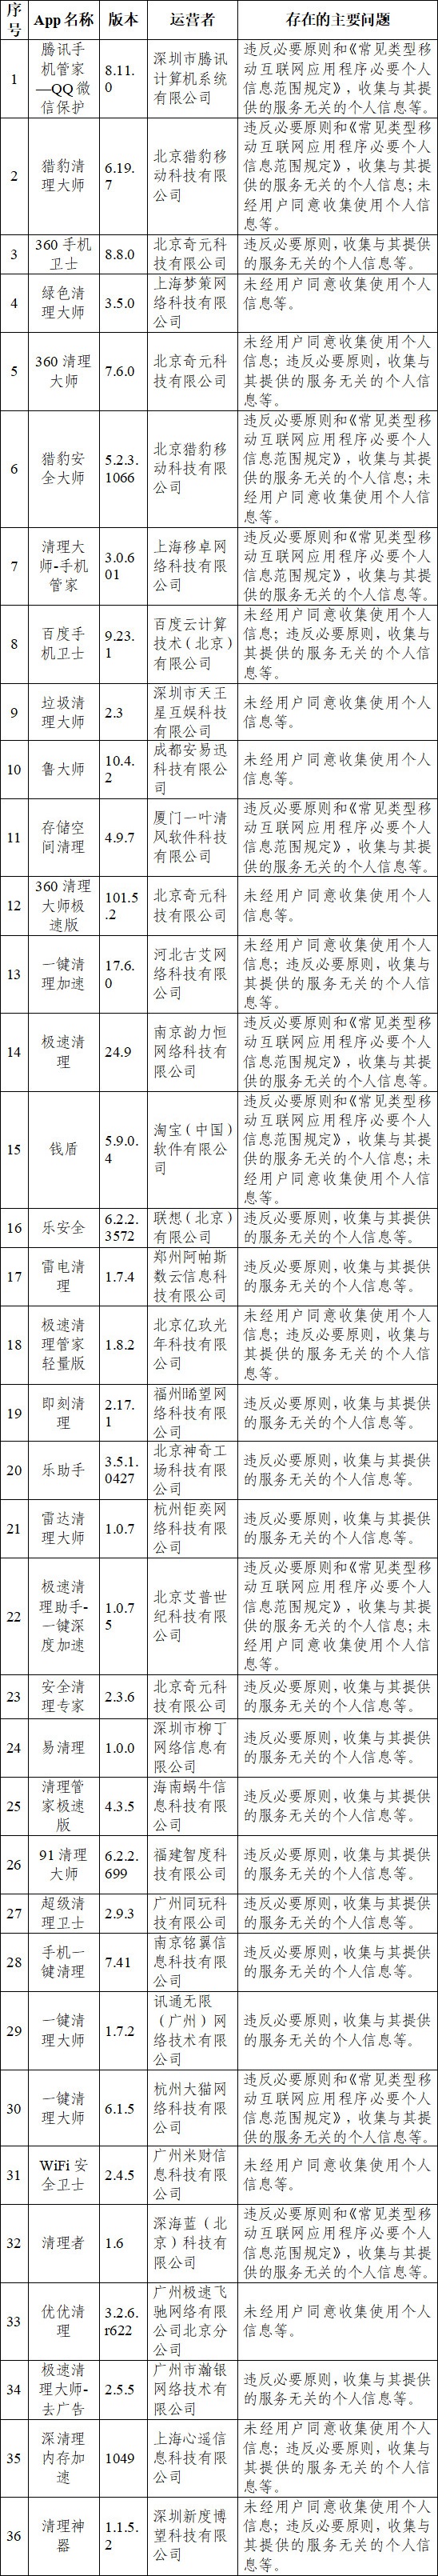 序号 App 名称 版本 运营者 存在的主要问题
1 腾讯手机管家—QQ 微信保护 8.11.0 深圳市腾讯计算机系统有限公司 违反必要原则和《常见类型移动互联网应用程序必要个人信息范围规定》，收集与其提供的服务无关的个人信息等。
2 猎豹清理大师 6.19.7 北京猎豹移动科技有限公司 违反必要原则和《常见类型移动互联网应用程序必要个人信息范围规定》，收集与其提供的服务无关的个人信息；未经用户同意收集使用个人信息等。
3 360 手机卫士 8.8.0 北京奇元科技有限公司 违反必要原则，收集与其提供的服务无关的个人信息等。
4 绿色清理大师 3.5.0 上海梦策网络科技有限公司 未经用户同意收集使用个人信息等。
5 360 清理大师 7.6.0 北京奇元科技有限公司 未经用户同意收集使用个人信息；违反必要原则，收集与其提供的服务无关的个人信息等。
6 猎豹安全大师 5.2.3.1066 北京猎豹移动科技有限公司 违反必要原则和《常见类型移动互联网应用程序必要个人信息范围规定》，收集与其提供的服务无关的个人信息；未经用户同意收集使用个人信息等。
7 清理大师-手机管家 3.0.601 上海移卓网络科技有限公司 违反必要原则和《常见类型移动互联网应用程序必要个人信息范围规定》，收集与其提供的服务无关的个人信息等。
8 百度手机卫士 9.23.1 百度云计算技术（北京）有限公司 未经用户同意收集使用个人信息；违反必要原则，收集与其提供的服务无关的个人信息等。
9 垃圾清理大师 2.3 深圳市天王星互娱科技有限公司 未经用户同意收集使用个人信息等。
10 鲁大师 10.4.2 成都安易迅科技有限公司 未经用户同意收集使用个人信息等。
11 存储空间清理 4.9.7 厦门一叶清风软件科技有限公司 违反必要原则和《常见类型移动互联网应用程序必要个人信息范围规定》，收集与其提供的服务无关的个人信息等。
12 360 清理大师极速版 101.5.2 北京奇元科技有限公司 未经用户同意收集使用个人信息等。
13 一键清理加速 17.6.0 河北古艾网络科技有限公司 未经用户同意收集使用个人信息；违反必要原则，收集与其提供的服务无关的个人信息等。
14 极速清理 24.9 南京韵力恒网络科技有限公司 违反必要原则和《常见类型移动互联网应用程序必要个人信息范围规定》，收集与其提供的服务无关的个人信息等。
15 钱盾 5.9.0.4 淘宝（中国）软件有限公司 违反必要原则和《常见类型移动互联网应用程序必要个人信息范围规定》，收集与其提供的服务无关的个人信息；未经用户同意收集使用个人信息等。
16 乐安全 6.2.2.3572 联想（北京）有限公司 违反必要原则，收集与其提供的服务无关的个人信息等。
17 雷电清理 1.7.4 郑州阿帕斯数云信息科技有限公司 违反必要原则，收集与其提供的服务无关的个人信息等。
18 极速清理管家轻量版 1.8.2 北京亿玖光年科技有限公司 未经用户同意收集使用个人信息；违反必要原则，收集与其提供的服务无关的个人信息等。
19 即刻清理 2.17.1 福州唏望网络科技有限公司 违反必要原则，收集与其提供的服务无关的个人信息等。
20 乐助手 3.5.1.0427 北京神奇工场科技有限公司 违反必要原则，收集与其提供的服务无关的个人信息等。
21 雷达清理大师 1.0.7 杭州钜奕网络科技有限公司 违反必要原则，收集与其提供的服务无关的个人信息等。
22 极速清理助手-一键深度加速 1.0.75 北京艾普世纪科技有限公司 违反必要原则和《常见类型移动互联网应用程序必要个人信息范围规定》，收集与其提供的服务无关的个人信息；未经用户同意收集使用个人信息等。
23 安全清理专家 2.3.6 北京奇元科技有限公司 违反必要原则，收集与其提供的服务无关的个人信息等。
24 易清理 1.0.0 深圳市柳丁网络信息有限公司 违反必要原则，收集与其提供的服务无关的个人信息等。
25 清理管家极速版 4.3.5 海南蜗牛信息科技有限公司 违反必要原则，收集与其提供的服务无关的个人信息等。
26 91 清理大师 6.2.2.699 福建智度科技有限公司 违反必要原则，收集与其提供的服务无关的个人信息等。
27 超级清理卫士 2.9.3 广州同玩科技有限公司 违反必要原则，收集与其提供的服务无关的个人信息等。
28 手机一键清理 7.41 南京铭翼信息科技有限公司 违反必要原则，收集与其提供的服务无关的个人信息等。
29 一键清理大师 1.7.2 讯通无限（广州）网络技术有限公司 违反必要原则，收集与其提供的服务无关的个人信息等。
30 一键清理大师 6.1.5 杭州大猫网络科技有限公司 违反必要原则和《常见类型移动互联网应用程序必要个人信息范围规定》，收集与其提供的服务无关的个人信息等。
31 WiFi 安全卫士 2.4.5 广州米财信息科技有限公司 未经用户同意收集使用个人信息等。
32 清理者 1.6 深海蓝（北京）科技有限公司 违反必要原则和《常见类型移动互联网应用程序必要个人信息范围规定》，收集与其提供的服务无关的个人信息等。
33 优优清理 3.2.6.r622 广州极速飞驰网络有限公司北京分公司 未经用户同意收集使用个人信息等。
34 极速清理大师-去广告 2.5.5 广州市瀚银网络技术有限公司 违反必要原则，收集与其提供的服务无关的个人信息等。
35 深清理内存加速 1049 上海心遥信息科技有限公司 未经用户同意收集使用个人信息；违反必要原则，收集与其提供的服务无关的个人信息等。
36 清理神器 1.1.5.2 深圳新度博望科技有限公司 未经用户同意收集使用个人信息；违反必要原则，收集与其提供的服务无关的个人信息等。